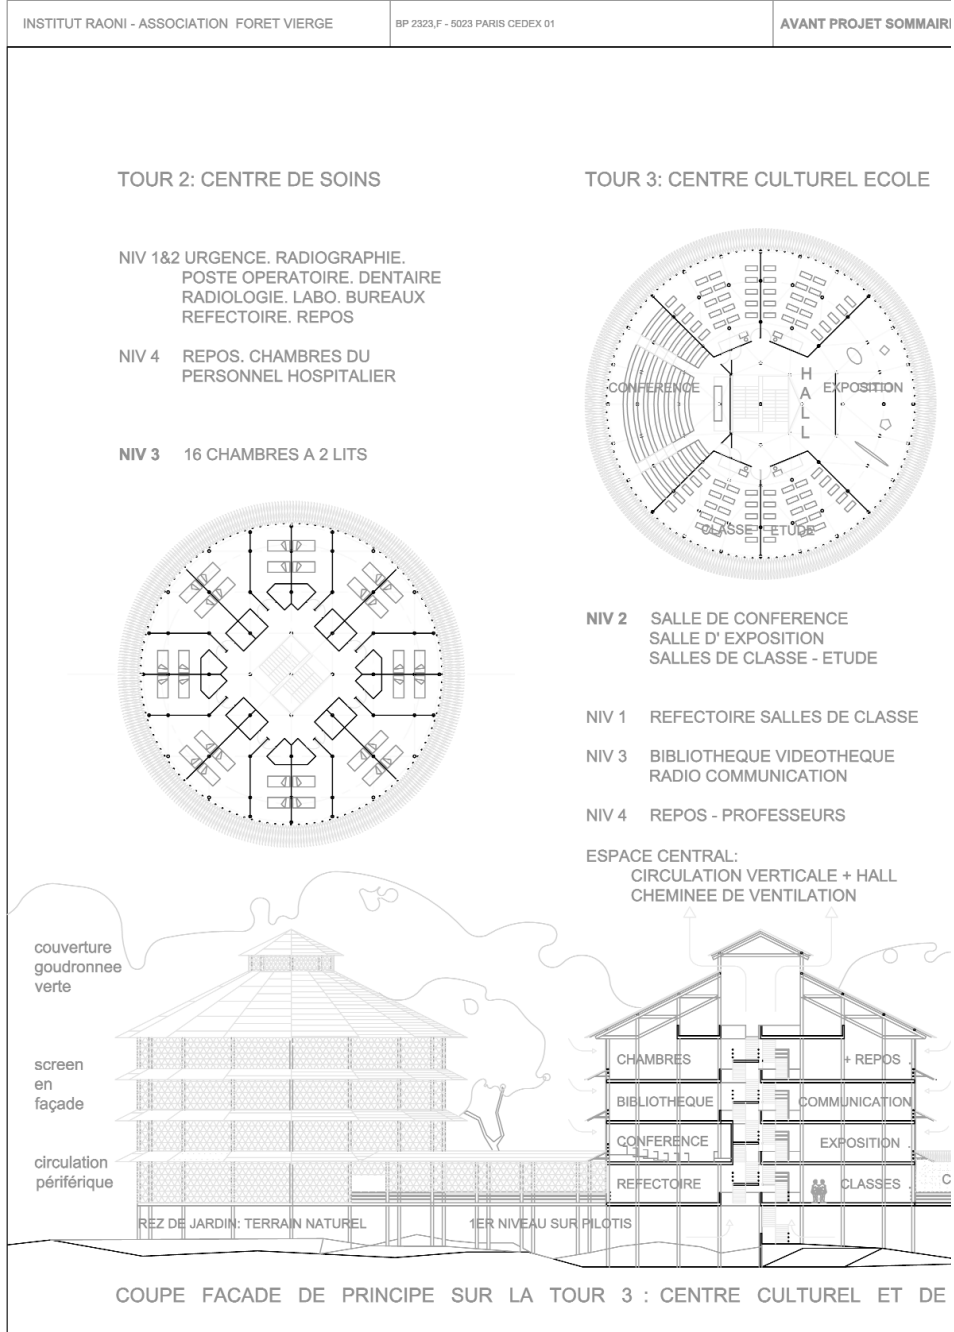 INSTITUT RAONI - ASSOCIATION FORET VIERGE
BP 2323,F - 5023 PARIS CEDEX 01
AVANT PROJET SOMMAIR
TOUR 2: CENTRE DE SOINS
NIV 1&2 URGENCE. RADIOGRAPHIE.
POSTE OPERATOIRE. DENTAIRE
RADIOLOGIE. LABO. BUREAUX
REFECTOIRE. REPOS
NIV 4 REPOS. CHAMBRES DU
PERSONNEL HOSPITALIER
NIV 3 16 CHAMBRES A 2 LITS
TOUR 3: CENTRE CULTUREL ECOLE
CONFERENCE
HALL
EXPOSITION
CLASSE - ETUDE
NIV 2 SALLE DE CONFERENCE
SALLE D' EXPOSITION
SALLES DE CLASSE - ETUDE
NIV 1 REFECTOIRE SALLES DE CLASSE
NIV 3 BIBLIOTHEQUE VIDEOTHEQUE
RADIO COMMUNICATION
NIV 4 REPOS - PROFESSEURS
ESPACE CENTRAL:
CIRCULATION VERTICALE + HALL
CHEMINEE DE VENTILATION
couverture
goudronnee
verte
screen
en
façade
circulation
périférique
CHAMBRES + REPOS .
BIBLIOTHEQUE COMMUNICATION
CONFERENCE EXPOSITION .
REFECTOIRE CLASSES .
C
REZ DE JARDIN: TERRAIN NATUREL
1ER NIVEAU SUR PILOTIS
COUPE FACADE DE PRINCIPE SUR LA TOUR 3 : CENTRE CULTUREL ET DE